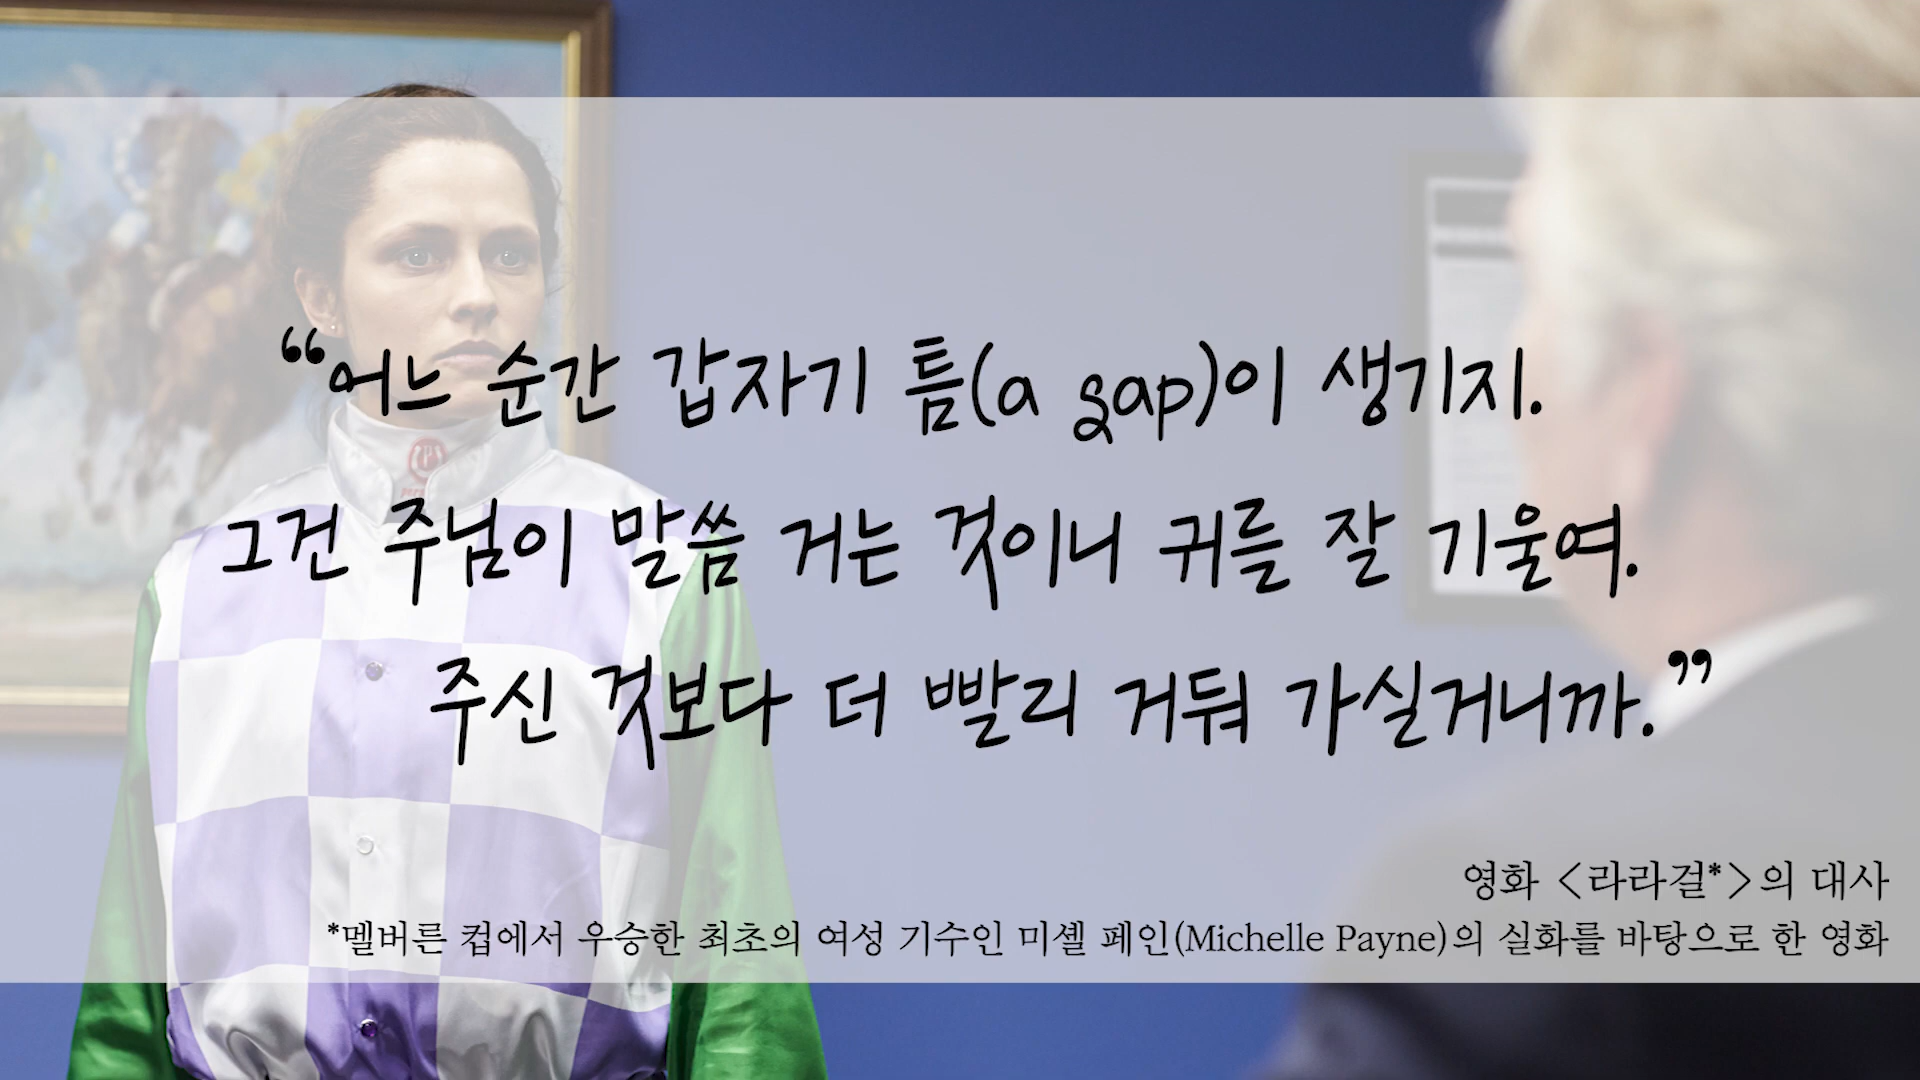 “어느 순간 갑자기 틈(a gap)이 생기지.
그건 주님이 말씀 거는 것이니 귀를 잘 기울여.
주신 것보다 더 빨리 거둬 가실거니까.”
영화 <라라걸*>의 대사
*멜버른 컵에서 우승한 최초의 여성 기수인 미셸 페인(Michelle Payne)의 실화를 바탕으로 한 영화